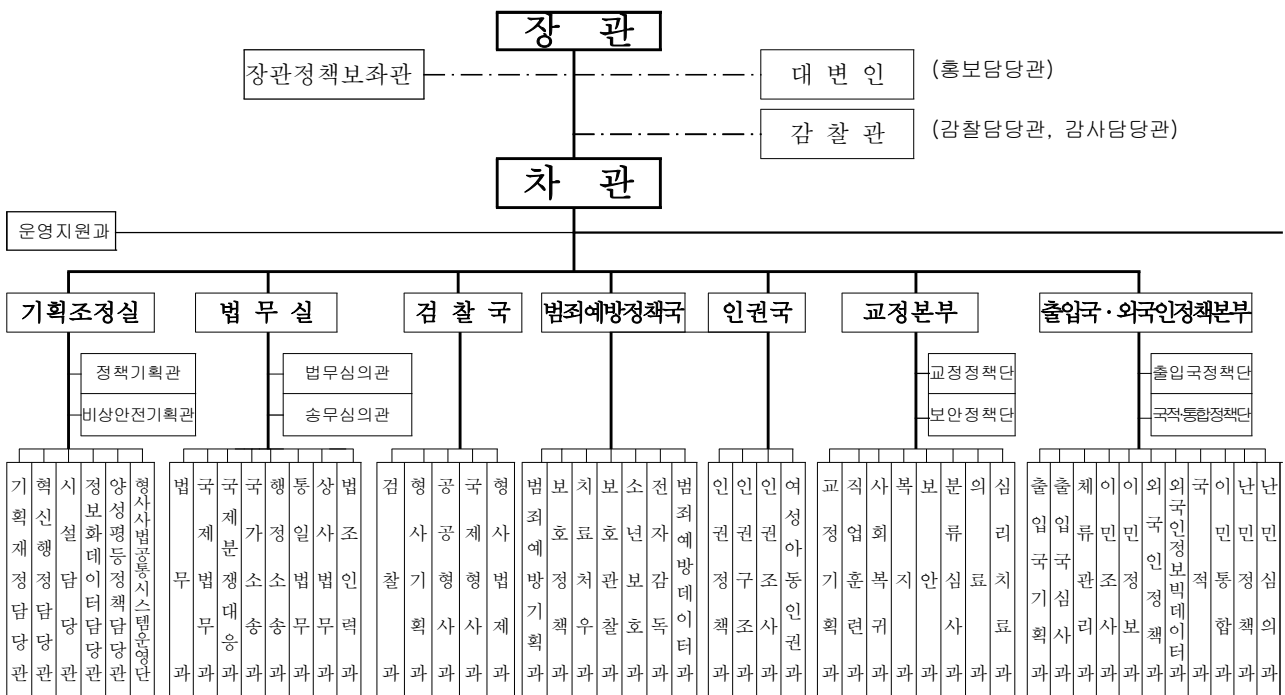 장 관
장관정책보좌관
대 변 인
(홍보담당관)
감 찰 관
(감찰담당관, 감사담당관)
차 관
운영지원과
기획조정실
법 무 실
검 찰 국
범죄예방정책국
인권국
교정본부
출입국·외국인정책본부
정책기획관
비상안전기획관
법무심의관
송무심의관
교정정책단
보안정책단
출입국정책단
국적·통합정책단
기획재정담당관
혁신행정담당관
시설담당관
정보화데이터담당관
양성평등정책담당관
형사사법공통시스템운영단
법무과
국제법무과
국제분쟁대응과
국가소송과
행정소송과
통일법무과
상사법무과
법조인력과
검찰과
형사기획과
공공형사과
국제형사과
형사법제과
범죄예방기획과
보호정책과
치료처우과
보호관찰과
소년보호과
전자감독과
범죄예방데이터과
인권정책과
인권구조과
인권조사과
여성아동인권과
교정기획과
직업훈련과
사회복귀과
복지과
보안과
분류심사과
의료과
심리치료과
출입국기획과
출입국심사과
체류관리과
이민조사과
이민정보과
외국인정책과
외국인정보빅데이터과
국적과
이민통합과
난민정책과
난민심의과